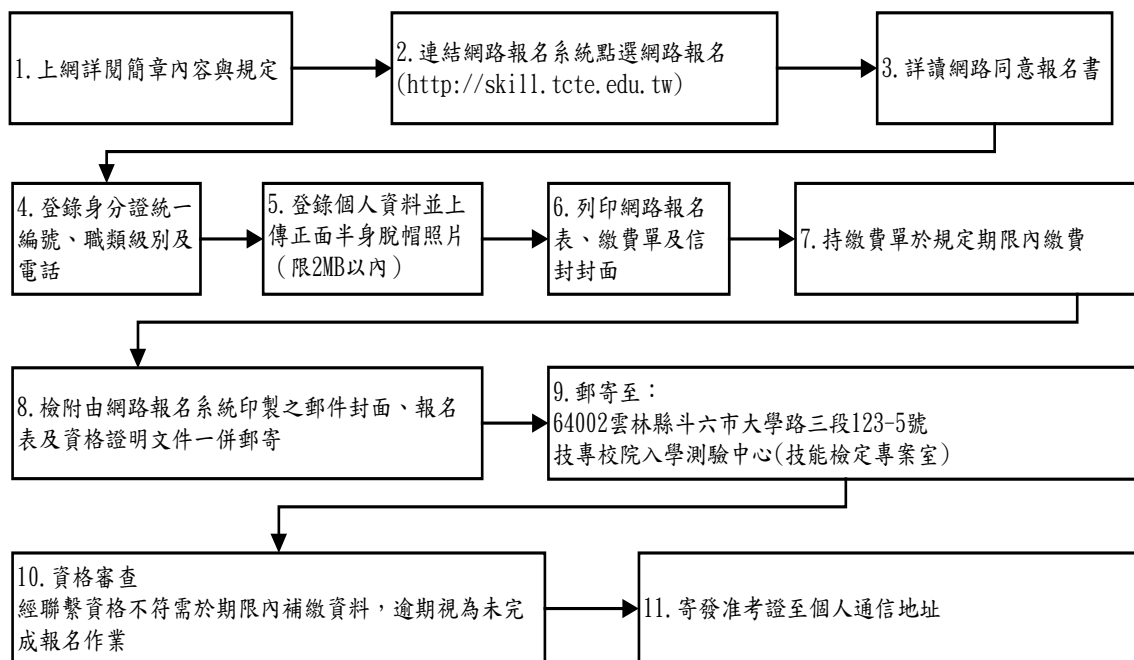 1.上網詳閱簡章內容與規定
2.連結網路報名系統點選網路報名
(http://skill.tcte.edu.tw)
3.詳讀網路同意報名書
4.登錄身分證統一
編號、職類級別及
電話
5.登錄個人資料並上
傳正面半身脫帽照片
（限2MB以內）
6.列印網路報名
表、繳費單及信
封封面
7.持繳費單於規定期限內繳費
8.檢附由網路報名系統印製之郵件封面、報名
表及資格證明文件一併郵寄
9.郵寄至：
64002雲林縣斗六市大學路三段123-5號
技專校院入學測驗中心(技能檢定專案室)
10.資格審查
經聯繫資格不符需於期限內補繳資料，逾期視為未完
成報名作業
11.寄發准考證至個人通信地址